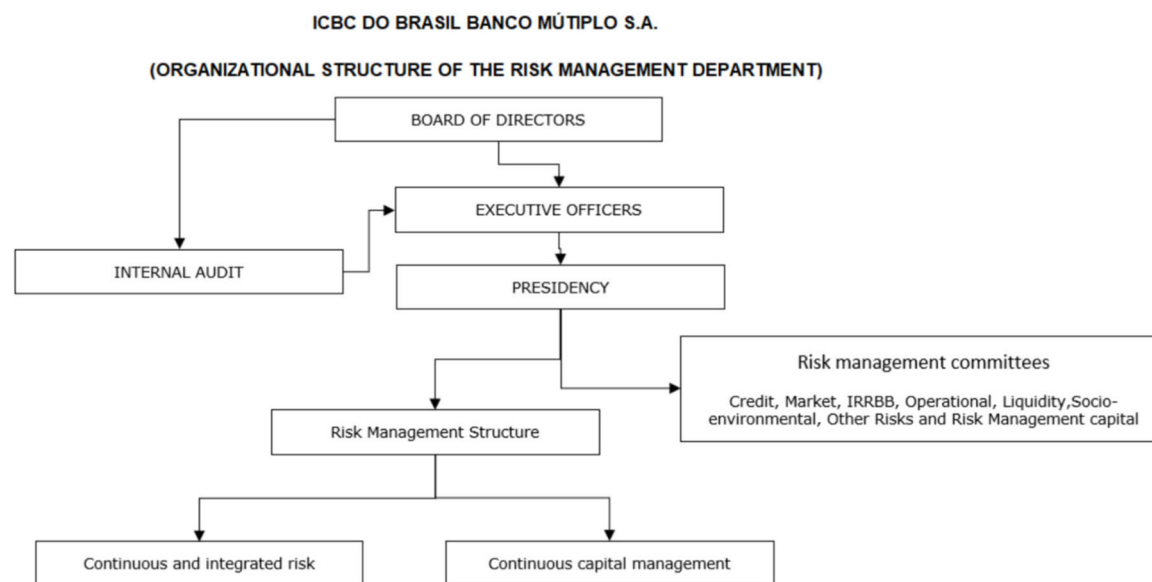 ICBC DO BRASIL BANCO MÚTIPLO S.A.
(ORGANIZATIONAL STRUCTURE OF THE RISK MANAGEMENT DEPARTMENT)
BOARD OF DIRECTORS
EXECUTIVE OFFICERS
INTERNAL AUDIT
PRESIDENCY
Risk management committees
Credit, Market, IRRBB, Operational, Liquidity,Socio-
environmental, Other Risks and Risk Management capital
Risk Management Structure
Continuous and integrated risk
Continuous capital management